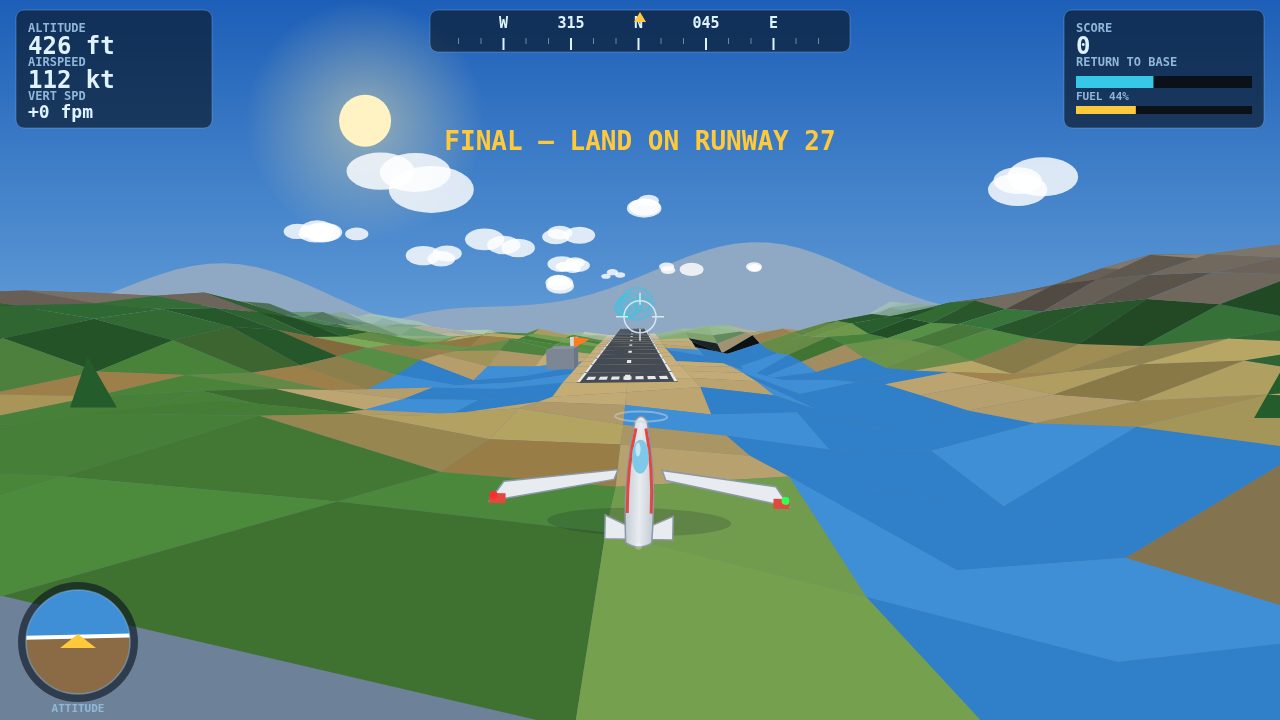 ALTITUDE
426 ft
AIRSPEED
112 kt
VERT SPD
+0 fpm
W 315 N 045 E
SCORE
0
RETURN TO BASE
FUEL 44%
FINAL — LAND ON RUNWAY 27
ATTITUDE